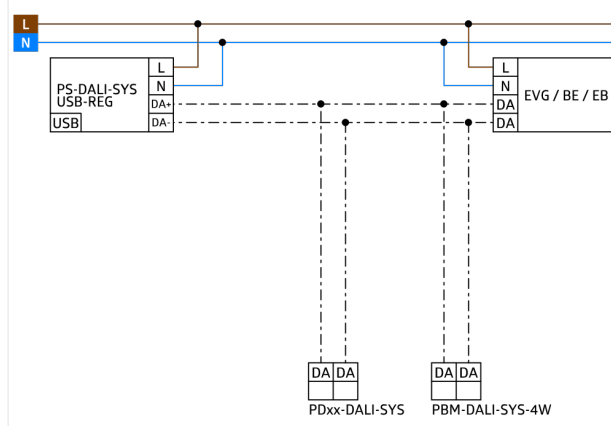 L
N
PS-DALI-SYS
USB-REG
USB
L
N
DA+
DA-
L
N
DA
DA
EVG / BE / EB
DA DA
PDxx-DALI-SYS
DA DA
PBM-DALI-SYS-4W